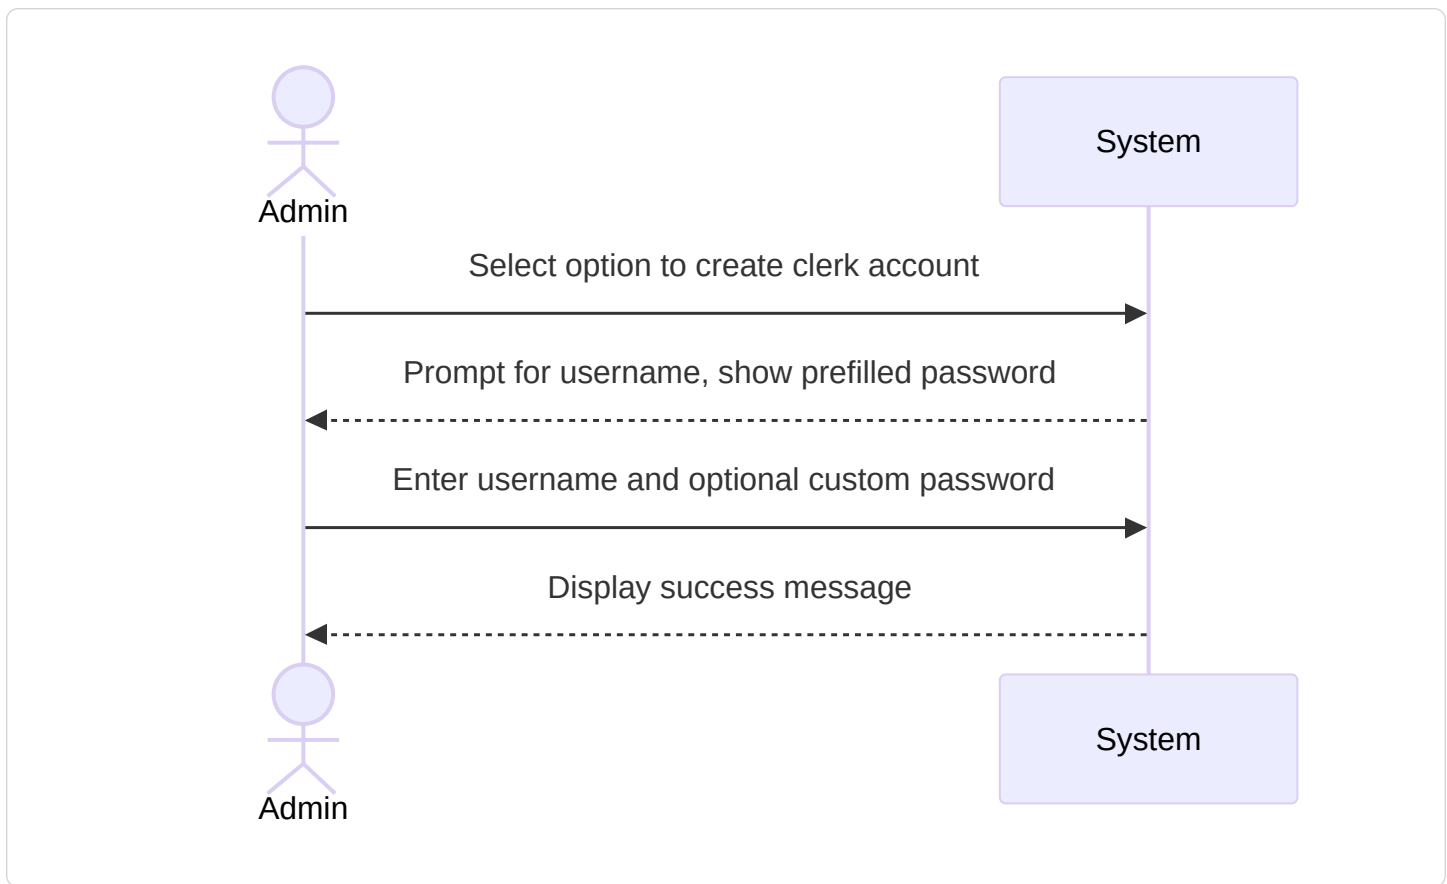 System
Admin
Select option to create clerk account
Prompt for username, show prefilled password
Enter username and optional custom password
Display success message
System
Admin